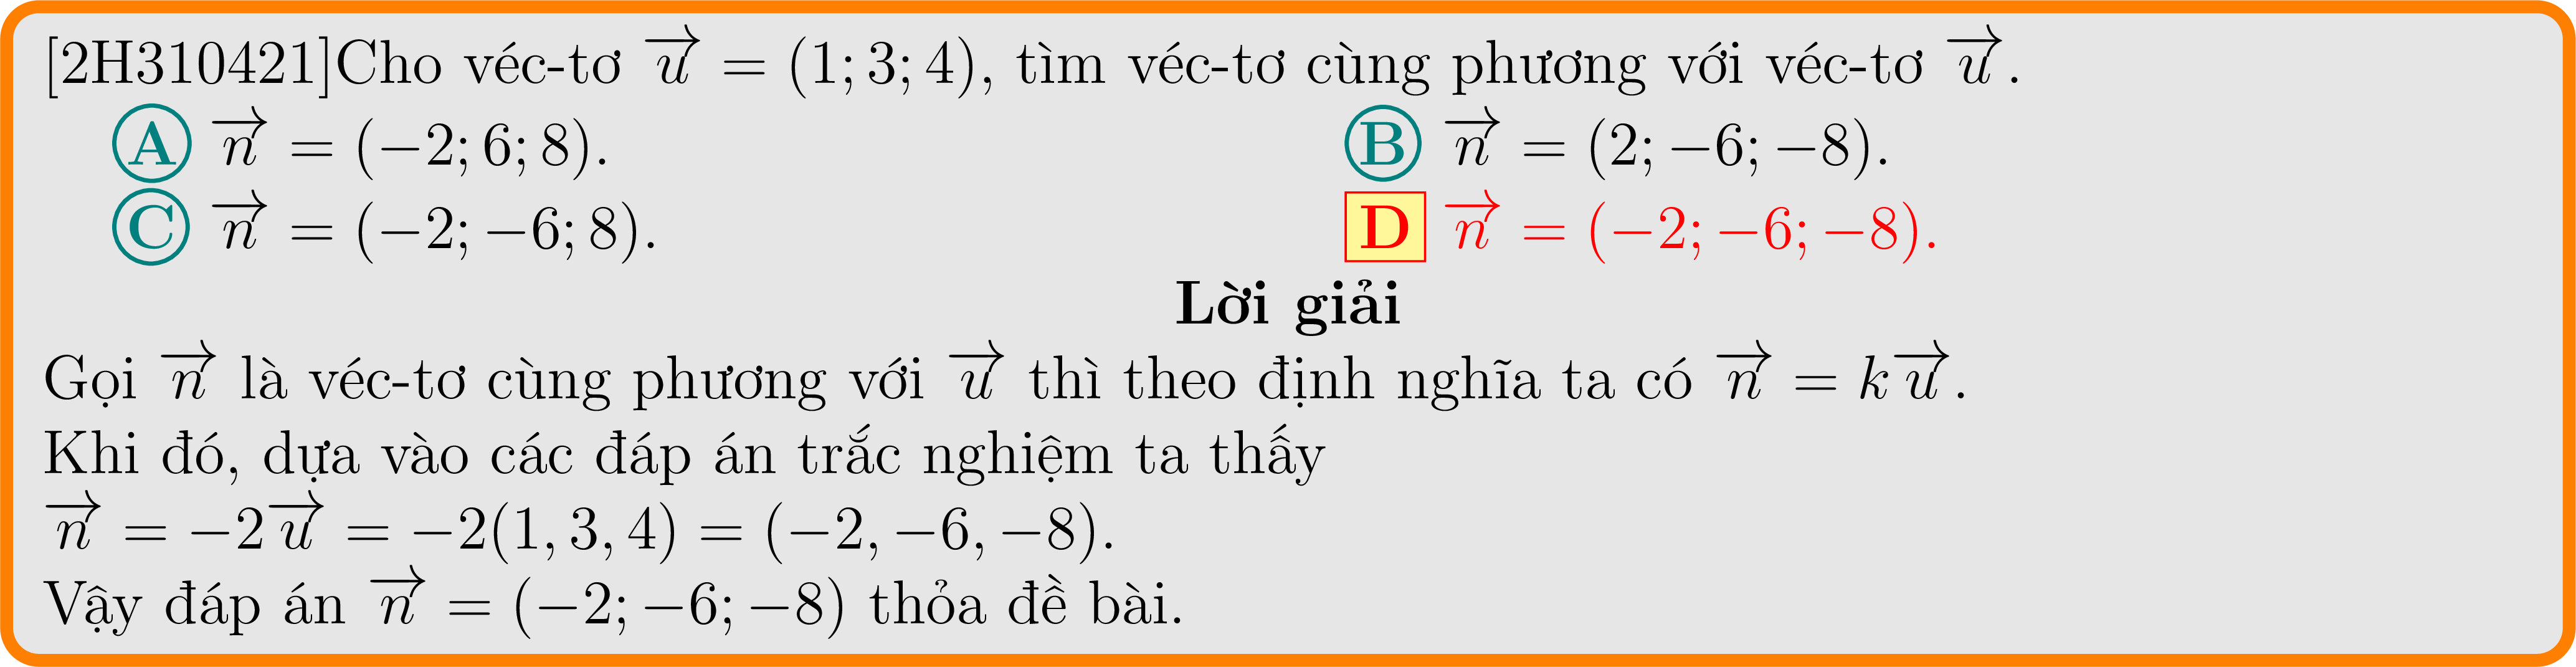 [2H310421]Cho véc-tơ $\overrightarrow{u} = (1; 3; 4)$, tìm véc-tơ cùng phương với véc-tơ $\overrightarrow{u}$.
A $\overrightarrow{n} = (-2; 6; 8)$. B $\overrightarrow{n} = (2; -6; -8)$.
C $\overrightarrow{n} = (-2; -6; 8)$. D $\overrightarrow{n} = (-2; -6; -8)$.
Lời giải
Gọi $\overrightarrow{n}$ là véc-tơ cùng phương với $\overrightarrow{u}$ thì theo định nghĩa ta có $\overrightarrow{n} = k\overrightarrow{u}$.
Khi đó, dựa vào các đáp án trắc nghiệm ta thấy
$\overrightarrow{n} = -2\overrightarrow{u} = -2(1, 3, 4) = (-2, -6, -8)$.
Vậy đáp án $\overrightarrow{n} = (-2; -6; -8)$ thỏa đề bài.